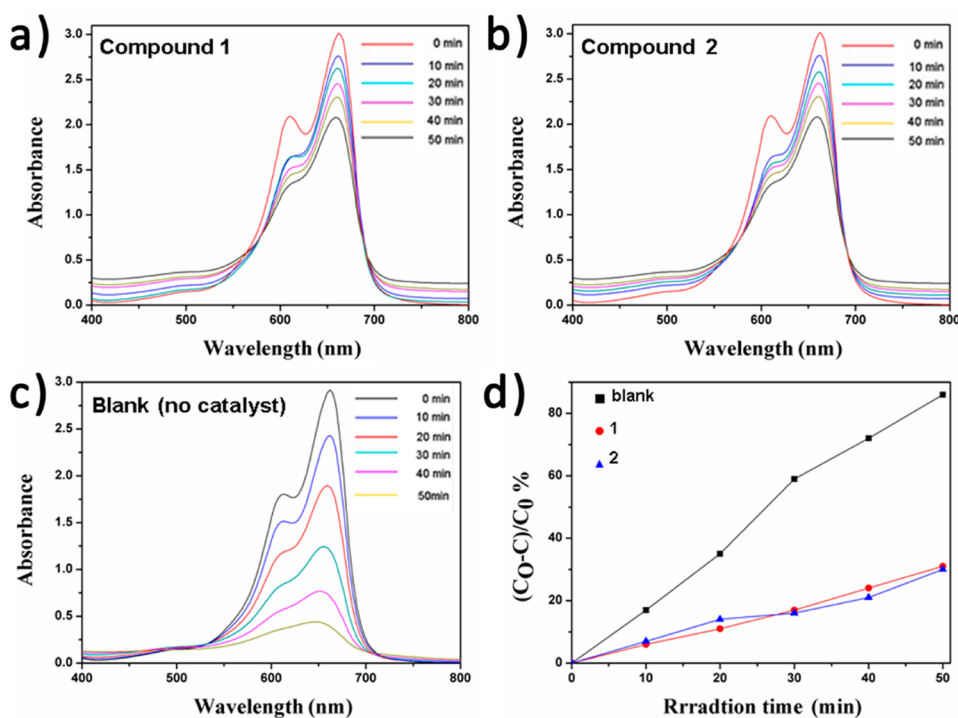 a)
Compound 1
0 min
10 min
20 min
30 min
40 min
50 min
3.0
2.5
2.0
1.5
1.0
0.5
0.0
Absorbance
400 500 600 700 800
Wavelength (nm)
b)
Compound 2
0 min
10 min
20 min
30 min
40 min
50 min
3.0
2.5
2.0
1.5
1.0
0.5
0.0
Absorbance
400 500 600 700 800
Wavelength (nm)
c)
Blank (no catalyst)
0 min
10 min
20 min
30 min
40 min
50min
3.0
2.5
2.0
1.5
1.0
0.5
0.0
Absorbance
400 500 600 700 800
Wavelength (nm)
d)
blank
1
2
80
60
40
20
0
(CO-C)/C0 %
0 10 20 30 40 50
Rrradtion time (min)